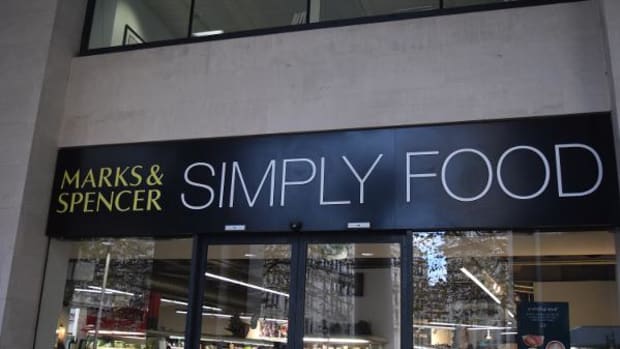 MARKS &
SPENCER
SIMPLY FOOD